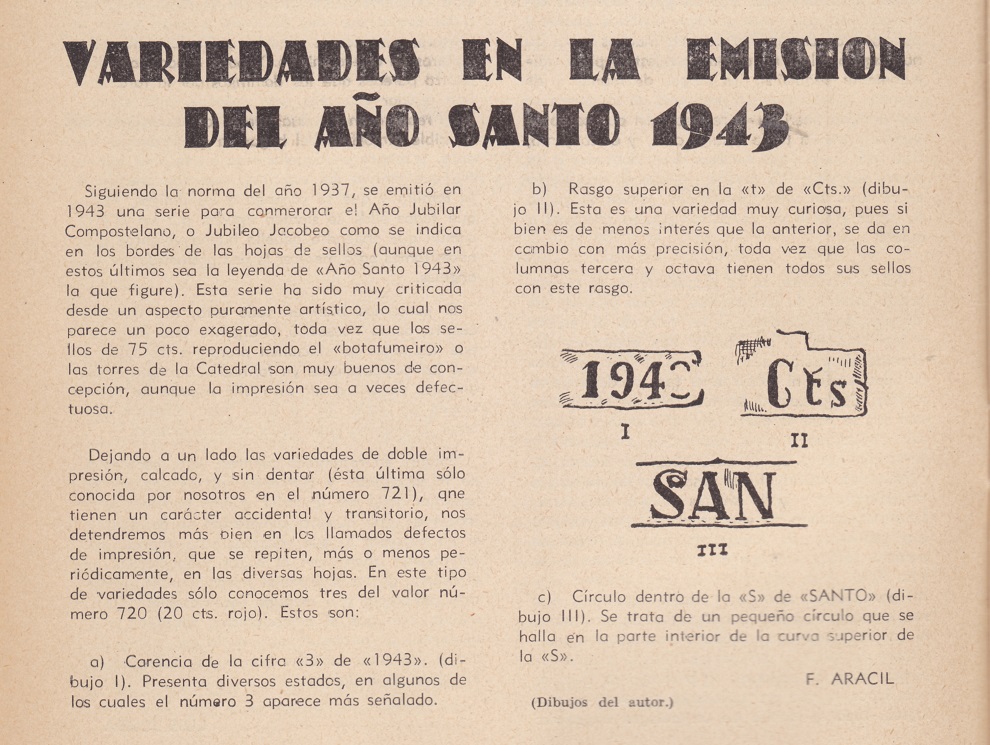 VARIEDADES EN LA EMISION
DEL AÑO SANTO 1943
Siguiendo la norma del año 1937, se emitió en
1943 una serie para conmerorar el Año Jubilar
Compostelano, o Jubileo Jacobeo como se indica
en los bordes de las hojas de sellos (aunque en
estos últimos sea la leyenda de «Año Santo 1943»
la que figure). Esta serie ha sido muy criticada
desde un aspecto puramente artístico, lo cual nos
parece un poco exagerado, toda vez que los se-
llos de 75 cts. reproduciendo el «botafumeiro» o
las torres de la Catedral son muy buenos de con-
cepción, aunque la impresión sea a veces defec-
tuosa.
Dejando a un lado las variedades de doble im-
presión, calcado, y sin dentar (ésta última sólo
conocida por nosotros en el número 721), qne
tienen un carácter accidental y transitorio, nos
detendremos más bien en los llamados defectos
de impresión, que se repiten, más o menos pe-
riódicamente, en las diversas hojas. En este tipo
de variedades sólo conocemos tres del valor nú-
mero 720 (20 cts. rojo). Estos son:
a) Carencia de la cifra «3» de «1943». (di-
bujo I). Presenta diversos estados, en algunos de
los cuales el número 3 aparece más señalado.
b) Rasgo superior en la «t» de «Cts.» (dibu-
jo II). Esta es una variedad muy curiosa, pues si
bien es de menos interés que la anterior, se da en
cambio con más precisión, toda vez que las co-
lumnas tercera y octava tienen todos sus sellos
con este rasgo.
1943
I
Cts
II
SAN
III
c) Círculo dentro de la «S» de «SANTO» (di-
bujo III). Se trata de un pequeño círculo que se
halla en la parte interior de la curva superior de
la «S».
F. ARACIL
(Dibujos del autor.)